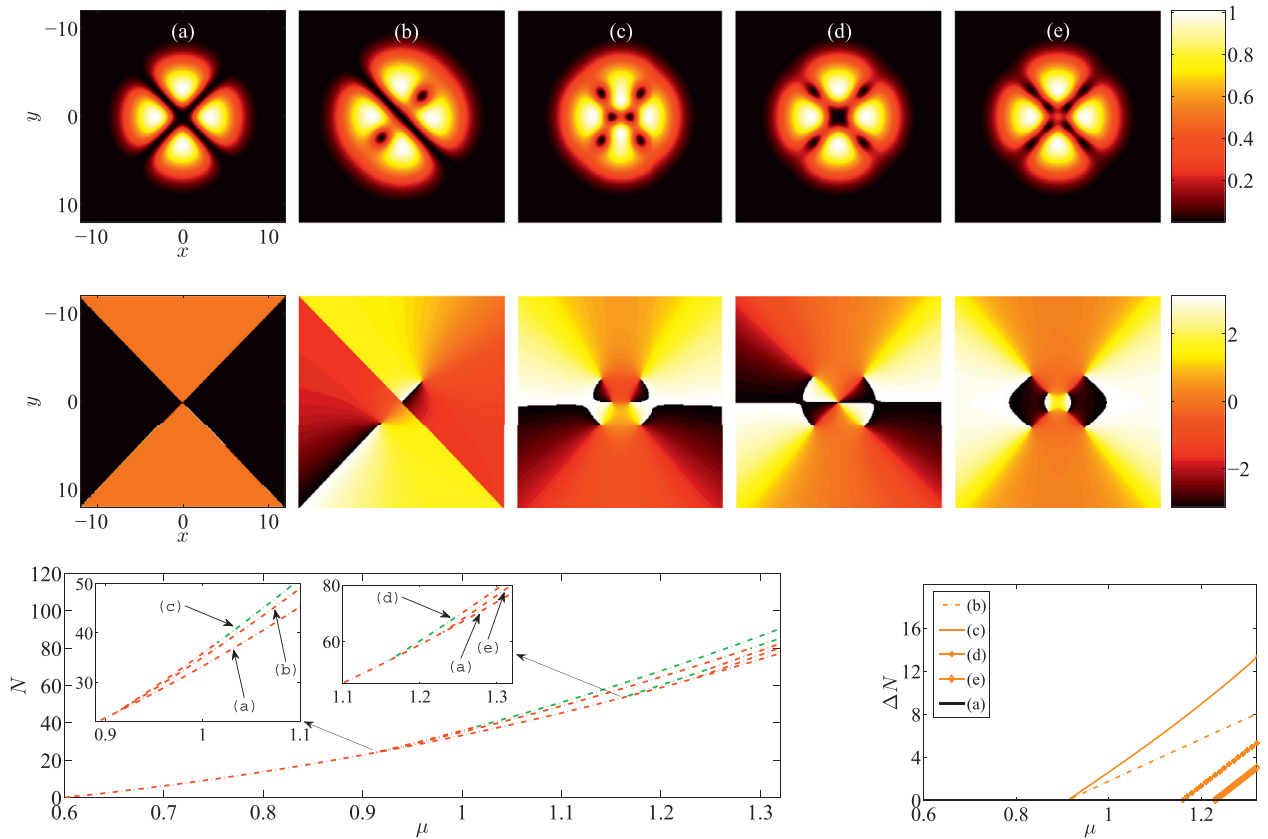 (a) (b) (c) (d) (e)
−10 0 10
y
−10 0 10
x
1 0.8 0.6 0.4 0.2
−10 0 10
y
−10 0 10
x
2 0 −2
120 100 80 60 40 20 0
N
0.6 0.7 0.8 0.9 1 1.1 1.2 1.3
μ
50 40 30
0.9 1 1.1
(c) (b) (a)
80 60
1.1 1.2 1.3
(d) (a) (e)
16 12 8 4 0
ΔN
0.6 0.8 1 1.2
μ
(b)
(c)
(d)
(e)
(a)